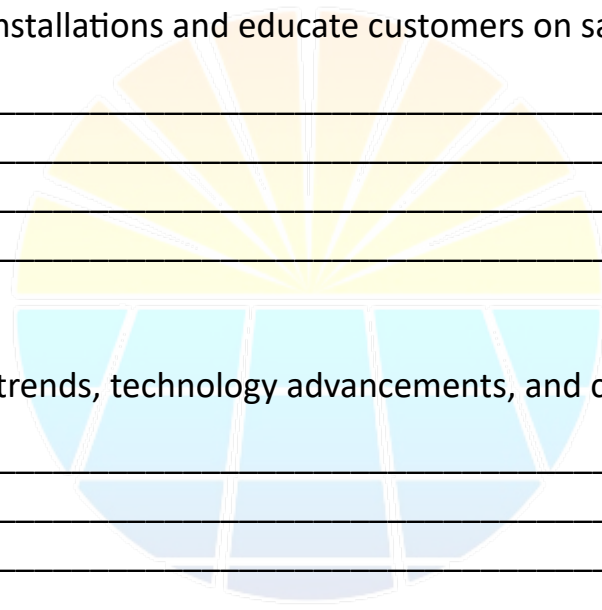 nstallations and educate customers on sa
trends, technology advancements, and c